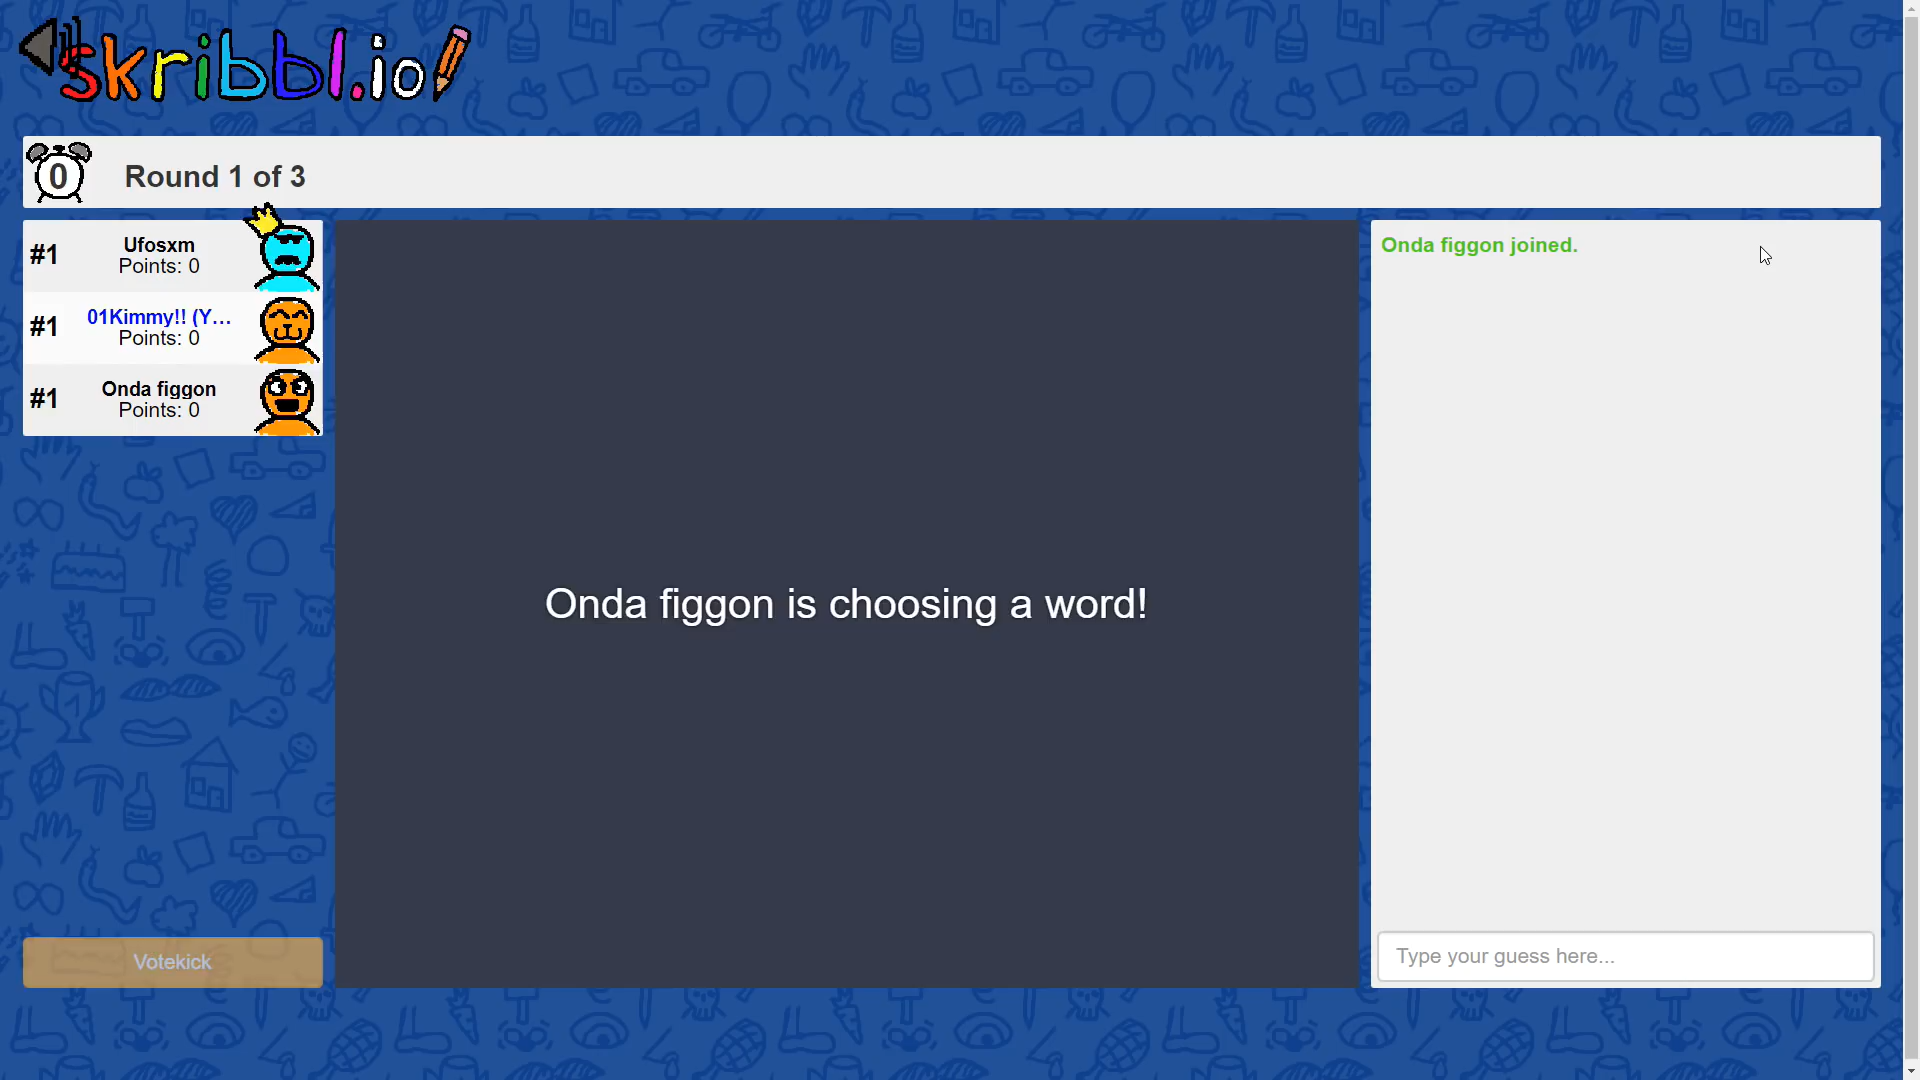 skribbl.io
0
Round 1 of 3
#1
Ufosxm
Points: 0
#1
01Kimmy!! (Y...
Points: 0
#1
Onda figgon
Points: 0
Onda figgon is choosing a word!
Onda figgon joined.
Votekick
Type your guess here...